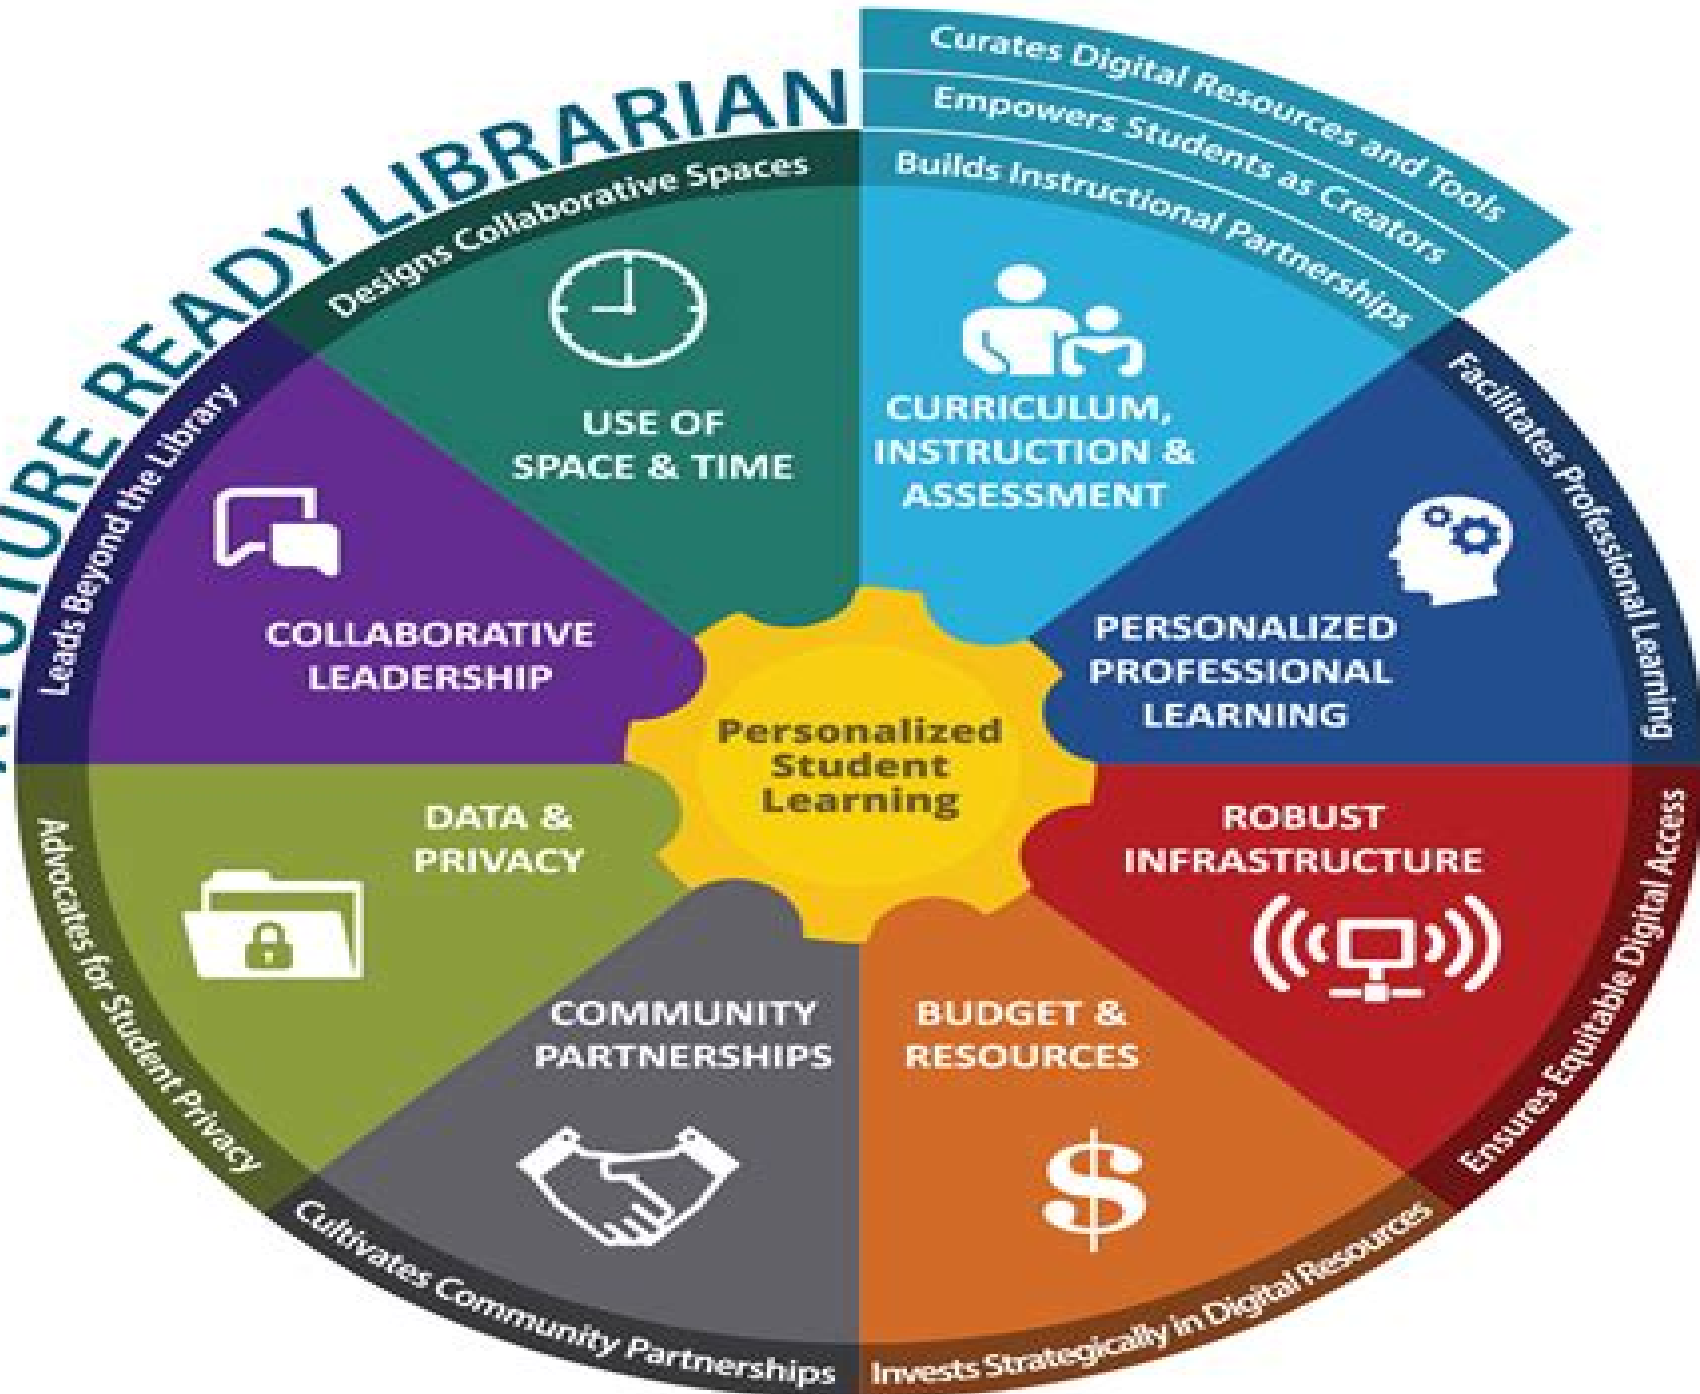 READY LIBRARIAN
Curates Digital Resources and Tools
Empowers Students as Creators
Builds Instructional Partnerships
CURRICULUM,
INSTRUCTION &
ASSESSMENT
Facilitates Professional Learning
PERSONALIZED
PROFESSIONAL
LEARNING
Ensures Equitable Digital Access
ROBUST
INFRASTRUCTURE
Invests Strategically in Digital Resources
BUDGET &
RESOURCES
$
Cultivates Community Partnerships
COMMUNITY
PARTNERSHIPS
Advocates for Student Privacy
DATA &
PRIVACY
Leads Beyond the Library
COLLABORATIVE
LEADERSHIP
Designs Collaborative Spaces
USE OF
SPACE & TIME
Personalized
Student
Learning